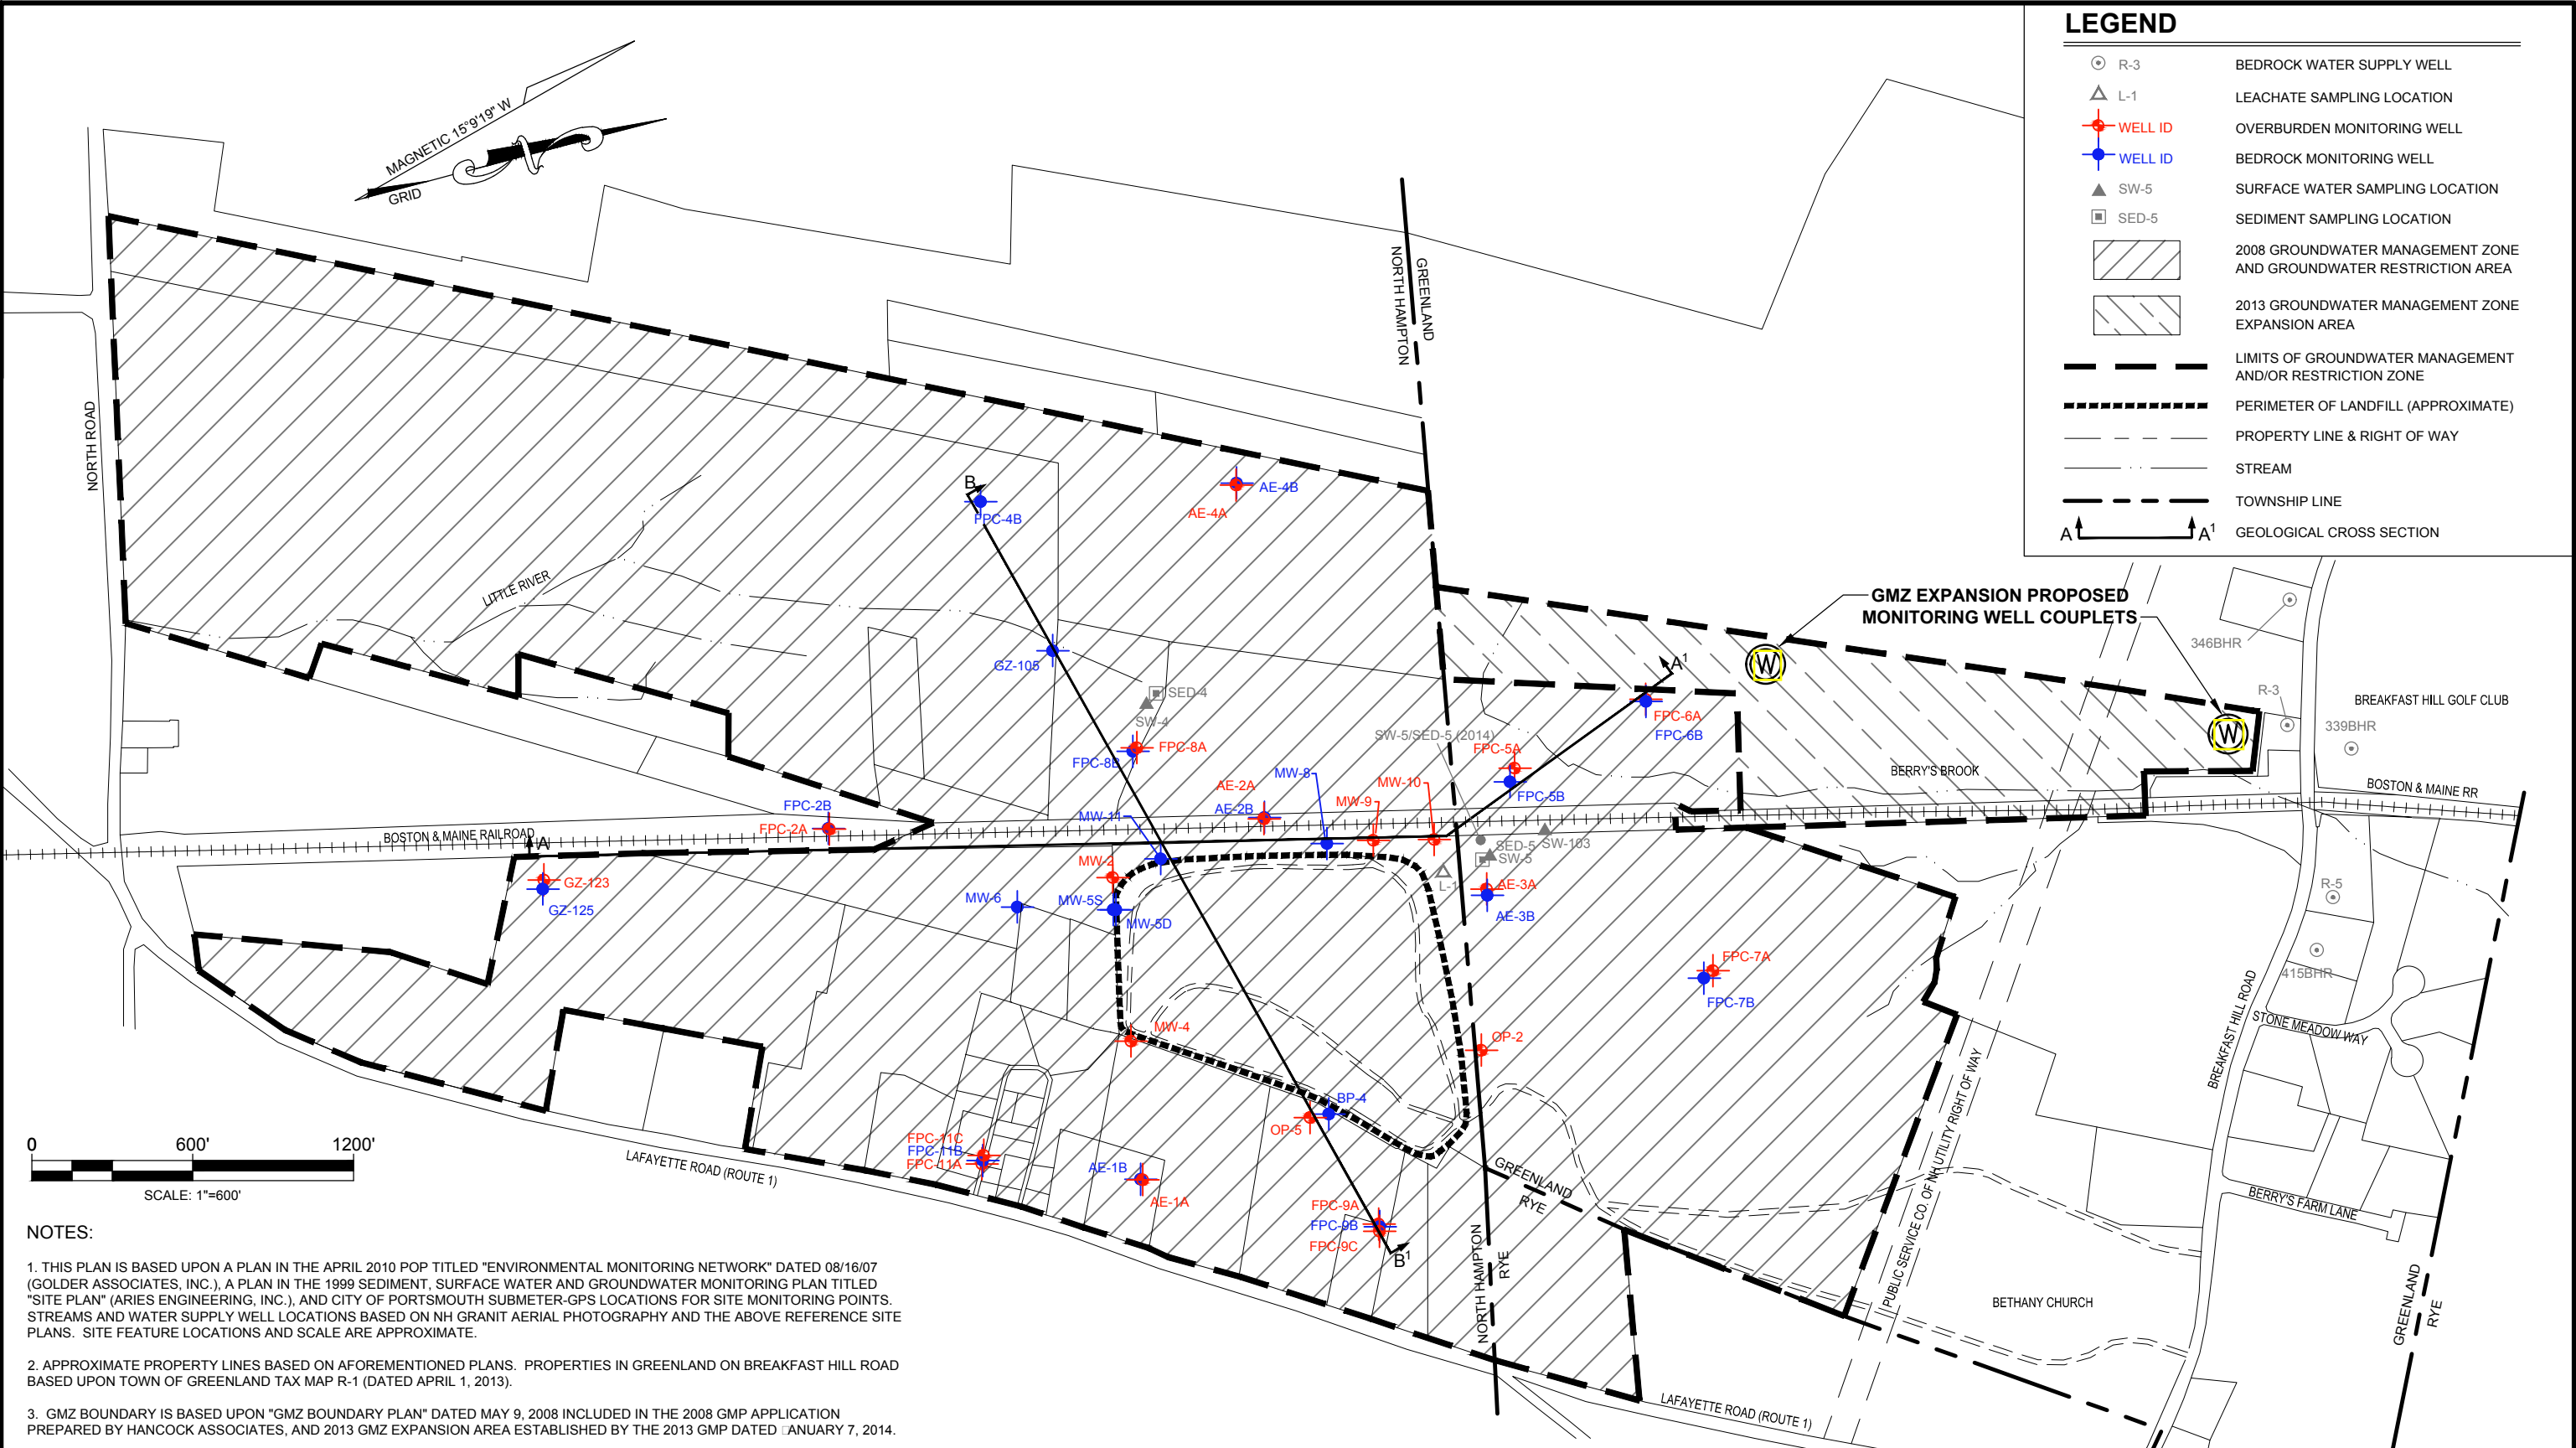 LEGEND
R-3 BEDROCK WATER SUPPLY WELL
L-1 LEACHATE SAMPLING LOCATION
WELL ID OVERBURDEN MONITORING WELL
WELL ID BEDROCK MONITORING WELL
SW-5 SURFACE WATER SAMPLING LOCATION
SED-5 SEDIMENT SAMPLING LOCATION
2008 GROUNDWATER MANAGEMENT ZONE
AND GROUNDWATER RESTRICTION AREA
2013 GROUNDWATER MANAGEMENT ZONE
EXPANSION AREA
LIMITS OF GROUNDWATER MANAGEMENT
AND/OR RESTRICTION ZONE
PERIMETER OF LANDFILL (APPROXIMATE)
PROPERTY LINE & RIGHT OF WAY
STREAM
TOWNSHIP LINE
A A1 GEOLOGICAL CROSS SECTION
MAGNETIC 15°9'19" W
GRID
N
NORTH ROAD
NORTH HAMPTON
GREENLAND
B
FPC-4B
AE-4B
AE-4A
LITTLE RIVER
GZ-105
SED-4
SW-4
FPC-8A
FPC-8B
GMZ EXPANSION PROPOSED
MONITORING WELL COUPLETS
W
W
346BHR
R-3
BREAKFAST HILL GOLF CLUB
339BHR
A1
FPC-6A
FPC-6B
SW-5/SED-5 (2014)
FPC-5A
FPC-5B
BERRY'S BROOK
BOSTON & MAINE RR
MW-8
MW-10
MW-9
AE-2A
AE-2B
MW-11
FPC-2B
FPC-2A
BOSTON & MAINE RAILROAD
A
GZ-123
GZ-125
MW-2
MW-6
MW-5S
MW-5D
SED-5
SW-103
SW-5
L-1
AE-3A
AE-3B
R-5
415BHR
FPC-7A
FPC-7B
STONE MEADOW WAY
BREAKFAST HILL ROAD
MW-4
OP-2
BP-4
OP-5
PUBLIC SERVICE CO. OF NH UTILITY RIGHT OF WAY
FPC-11C
FPC-11B
FPC-11A
AE-1B
AE-1A
GREENLAND
RYE
BERRY'S FARM LANE
FPC-9A
FPC-9B
FPC-9C
B1
NORTH HAMPTON
RYE
LAFAYETTE ROAD (ROUTE 1)
BETHANY CHURCH
GREENLAND
RYE
LAFAYETTE ROAD (ROUTE 1)
0 600' 1200'
SCALE: 1"=600'
NOTES:
1. THIS PLAN IS BASED UPON A PLAN IN THE APRIL 2010 POP TITLED "ENVIRONMENTAL MONITORING NETWORK" DATED 08/16/07
(GOLDER ASSOCIATES, INC.), A PLAN IN THE 1999 SEDIMENT, SURFACE WATER AND GROUNDWATER MONITORING PLAN TITLED
"SITE PLAN" (ARIES ENGINEERING, INC.), AND CITY OF PORTSMOUTH SUBMETER-GPS LOCATIONS FOR SITE MONITORING POINTS.
STREAMS AND WATER SUPPLY WELL LOCATIONS BASED ON NH GRANIT AERIAL PHOTOGRAPHY AND THE ABOVE REFERENCE SITE
PLANS. SITE FEATURE LOCATIONS AND SCALE ARE APPROXIMATE.
2. APPROXIMATE PROPERTY LINES BASED ON AFOREMENTIONED PLANS. PROPERTIES IN GREENLAND ON BREAKFAST HILL ROAD
BASED UPON TOWN OF GREENLAND TAX MAP R-1 (DATED APRIL 1, 2013).
3. GMZ BOUNDARY IS BASED UPON "GMZ BOUNDARY PLAN" DATED MAY 9, 2008 INCLUDED IN THE 2008 GMP APPLICATION
PREPARED BY HANCOCK ASSOCIATES, AND 2013 GMZ EXPANSION AREA ESTABLISHED BY THE 2013 GMP DATED □ANUARY 7, 2014.